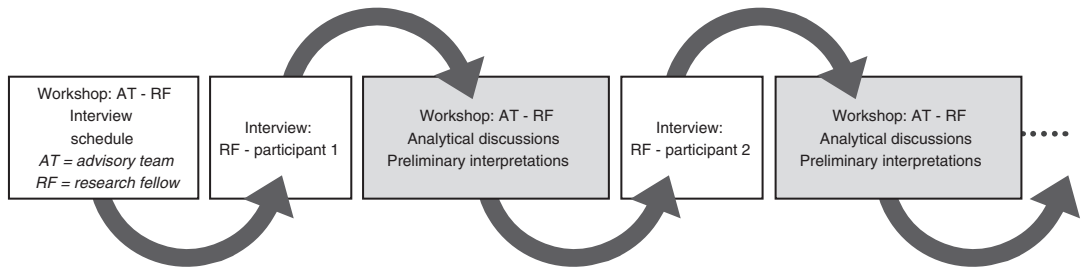 Workshop: AT - RF
Interview
schedule
AT = advisory team
RF = research fellow
Interview:
RF - participant 1
Workshop: AT - RF
Analytical discussions
Preliminary interpretations
Interview:
RF - participant 2
Workshop: AT - RF
Analytical discussions
Preliminary interpretations